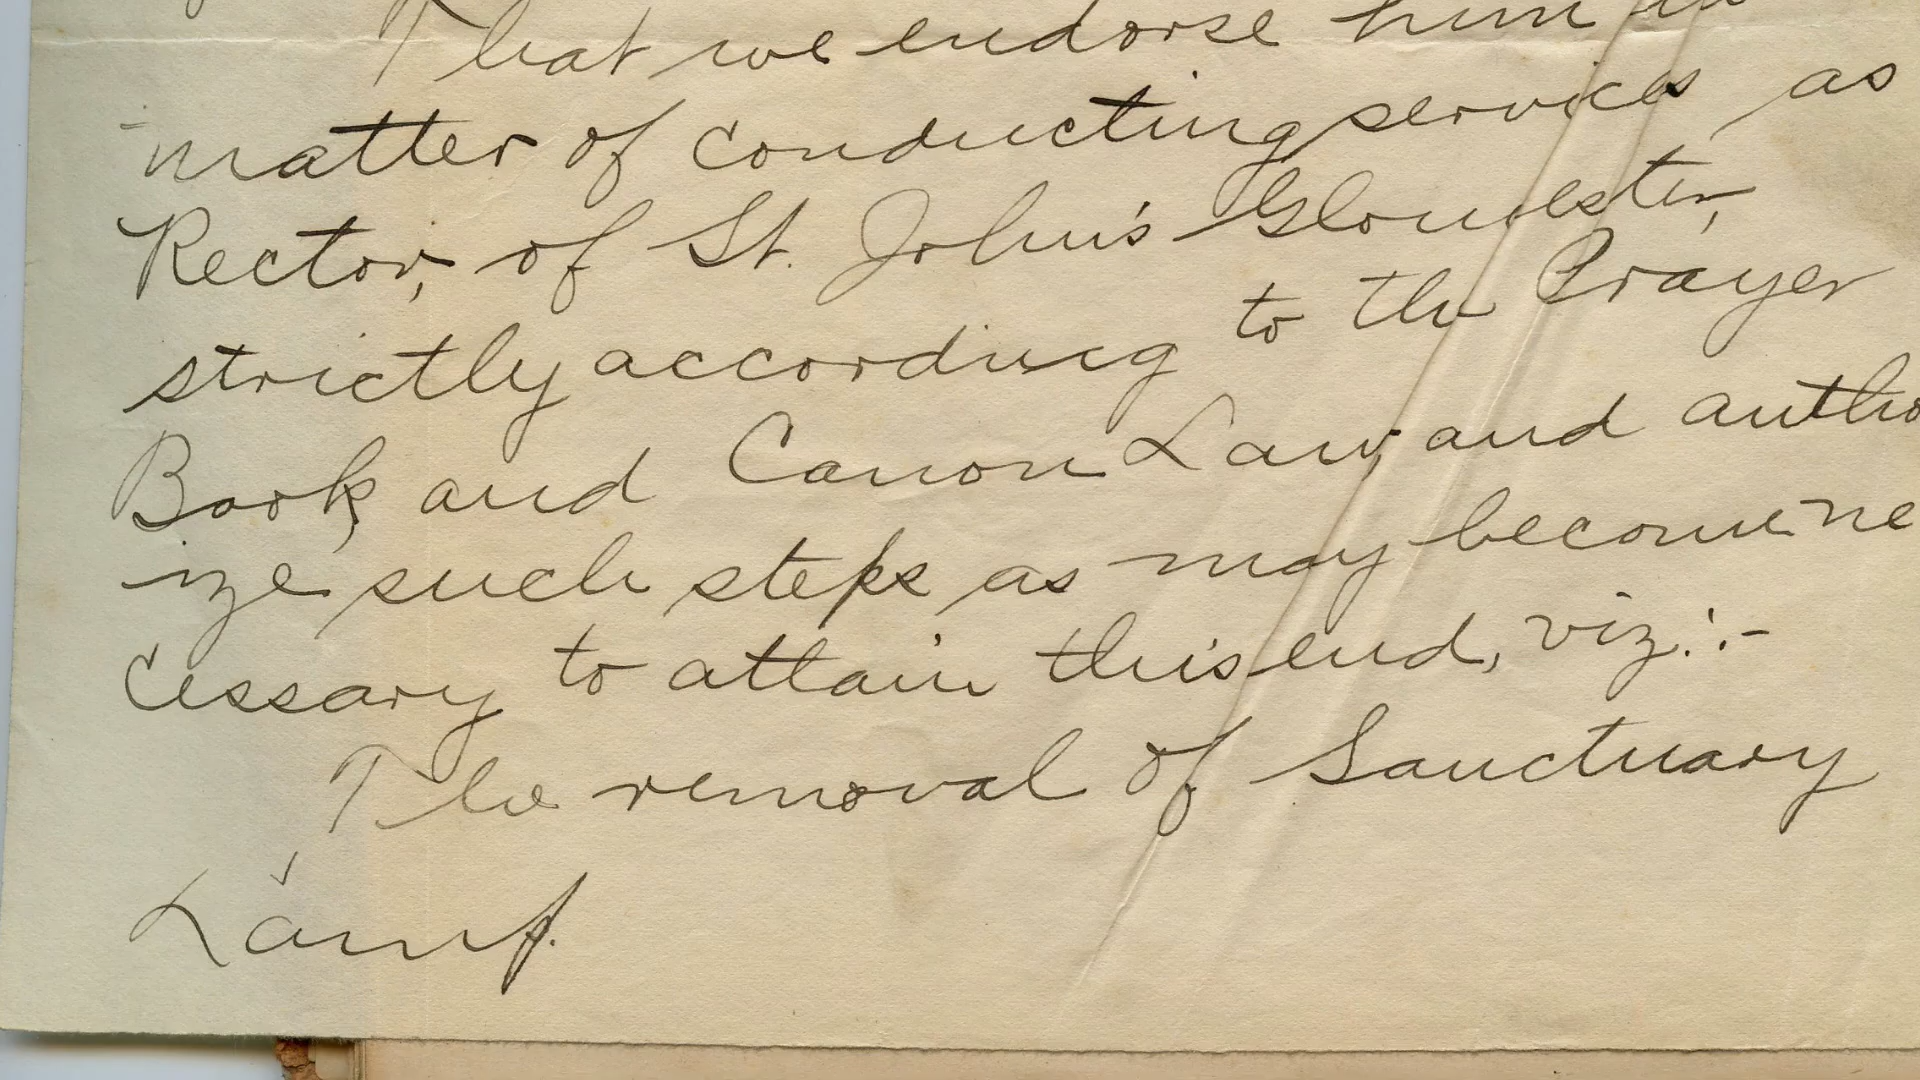 That we endorse him in
matter of conducting services, as
Rector, of St. John's Gloucester,
strictly according to the Prayer
Book, and Canon Law, and autho
ize such steps as may become ne
cessary to attain this end, viz:-
The removal of Sanctuary
Lamp.